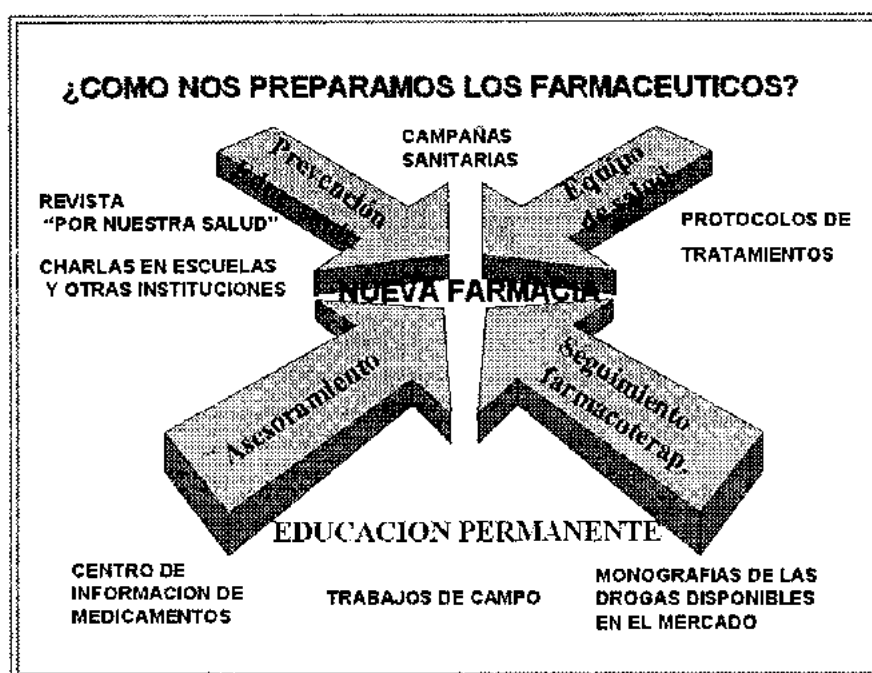 ¿COMO NOS PREPARAMOS LOS FARMACEUTICOS?
CAMPAÑAS
SANITARIAS
Prevención
Equipo
de salud
REVISTA
“POR NUESTRA SALUD”
CHARLAS EN ESCUELAS
Y OTRAS INSTITUCIONES
PROTOCOLOS DE
TRATAMIENTOS
NUEVA FARMACIA
Asesoramiento
Seguimiento
farmacoterap.
EDUCACION PERMANENTE
CENTRO DE
INFORMACION DE
MEDICAMENTOS
TRABAJOS DE CAMPO
MONOGRAFIAS DE LAS
DROGAS DISPONIBLES
EN EL MERCADO